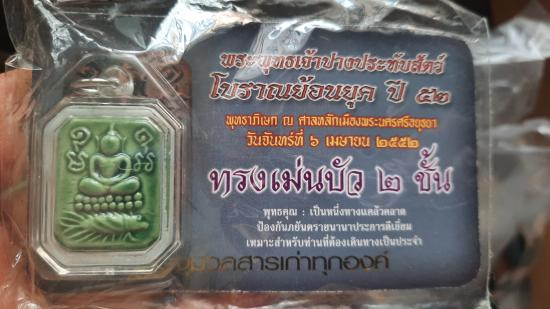 พระพุทธเจ้าปางประทับสัตว์
โบราณย้อนยุค ปี ๕๒
พุทธาภิเษก ณ ศาลหลักเมืองพระนครศรีอยุธยา
วันจันทร์ที่ ๖ เมษายน ๒๕๕๒
ทรงเม่นบัว ๒ ชั้น
พุทธคุณ : เป็นหนึ่งทางแคล้วคลาด
ป้องกันภยันตรายนานาประการดีเยี่ยม
เหมาะสำหรับท่านที่ต้องเดินทางเป็นประจำ
มวลสารเก่าทุกองค์